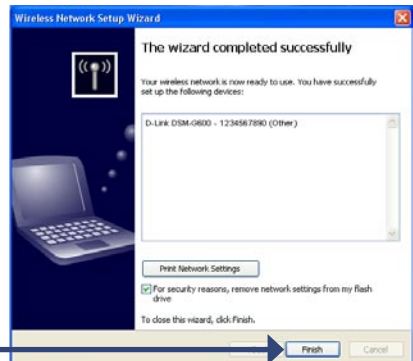 Wireless Network Setup Wizard
The wizard completed successfully
Your wireless network is now ready to use. You have successfully
set up the following devices:
D-Link DSM-G600 - 1234567890 (Other)
Print Network Settings
For security reasons, remove network settings from my flash
drive
To close this wizard, click Finish.
Finish
Cancel